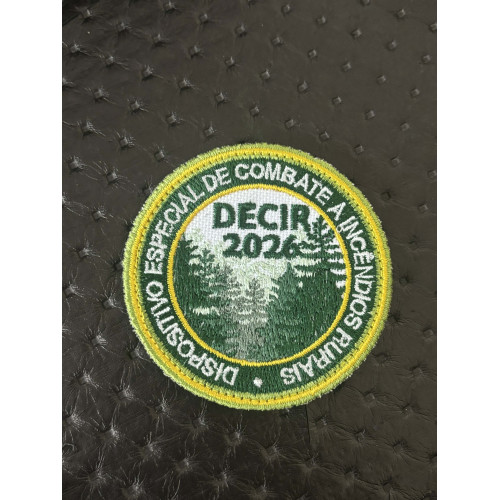 DISPOSITIVO ESPECIAL DE COMBATE A INCÊNDIOS RURAIS
DECIR
2026